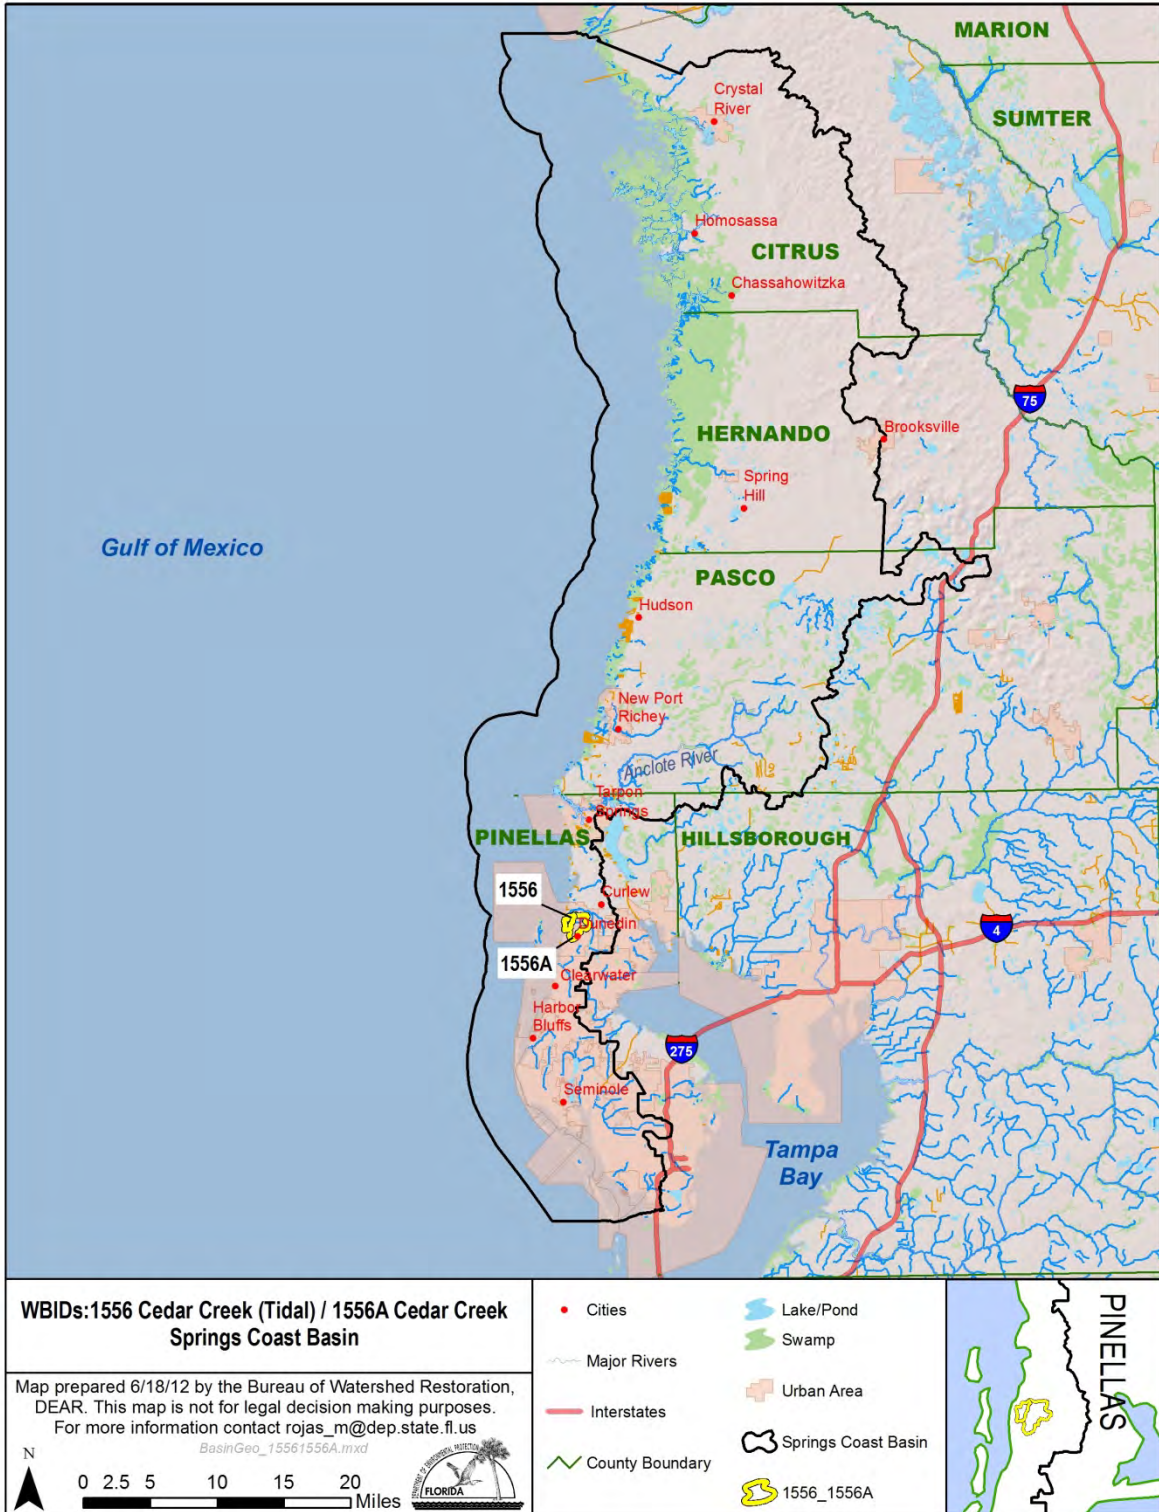 MARION
SUMTER
Crystal
River
Homosassa
CITRUS
Chassahowitzka
75
HERNANDO
Brooksville
Spring
Hill
Gulf of Mexico
PASCO
Hudson
New Port
Richey
Anclote River
Tarpon
Springs
PINELLAS
HILLSBOROUGH
1556
Curlew
Dunedin
4
1556A
Clearwater
Harbor
Bluffs
275
Seminole
Tampa
Bay
WBIDs:1556 Cedar Creek (Tidal) / 1556A Cedar Creek
Springs Coast Basin
Map prepared 6/18/12 by the Bureau of Watershed Restoration,
DEAR. This map is not for legal decision making purposes.
For more information contact rojas_m@dep.state.fl.us
BasinGeo_15561556A.mxd
N
0 2.5 5 10 15 20
Miles
DEPARTMENT OF ENVIRONMENTAL PROTECTION
FLORIDA
Cities
Major Rivers
Interstates
County Boundary
Lake/Pond
Swamp
Urban Area
Springs Coast Basin
1556_1556A
PINELLAS